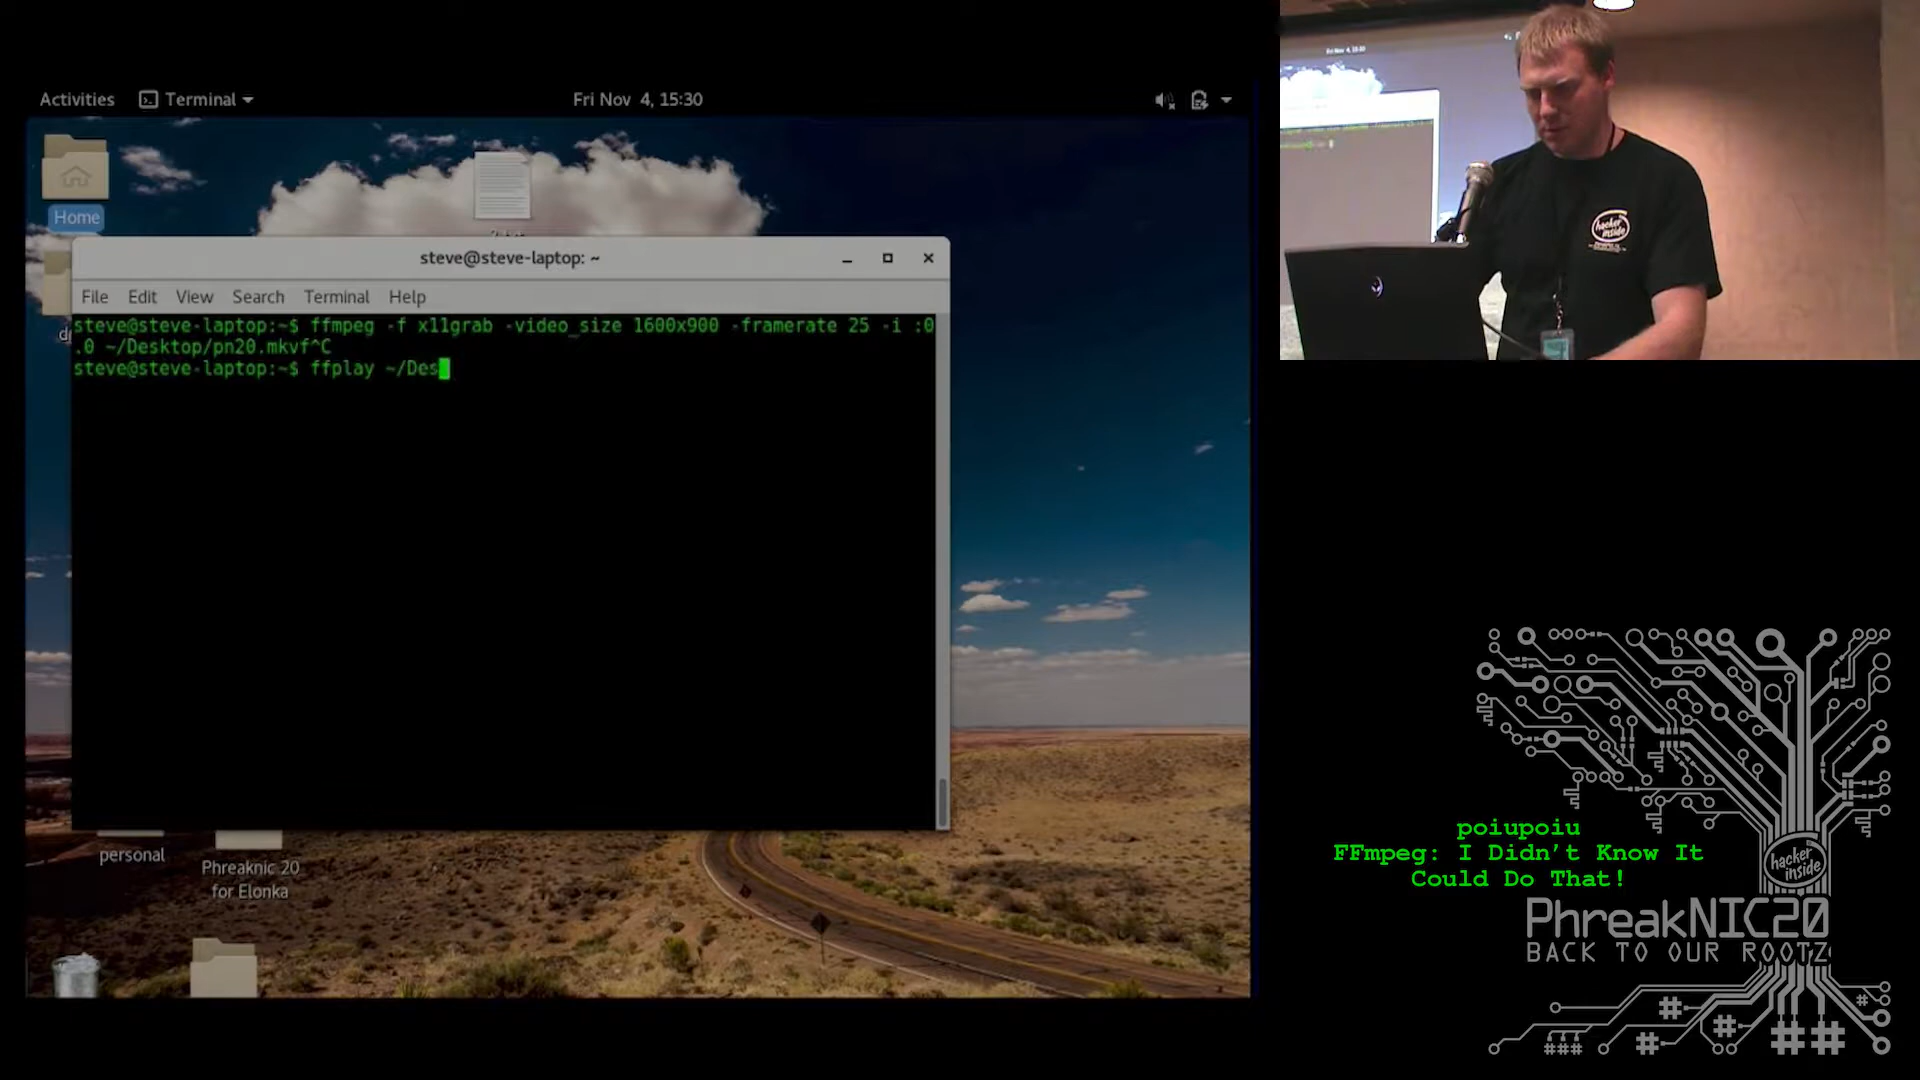 Activities
Terminal
Fri Nov 4, 15:30
Home
steve@steve-laptop: ~
File Edit View Search Terminal Help
steve@steve-laptop:~$ ffmpeg -f x11grab -video_size 1600x900 -framerate 25 -i :0
.0 ~/Desktop/pn20.mkvf^C
steve@steve-laptop:~$ ffplay ~/Des
personal
Phreaknic 20
for Elonka
hacker
inside
poiupoiu
FFmpeg: I Didn't Know It
Could Do That!
hacker
inside
PhreakNIC20
BACK TO OUR ROOTZ